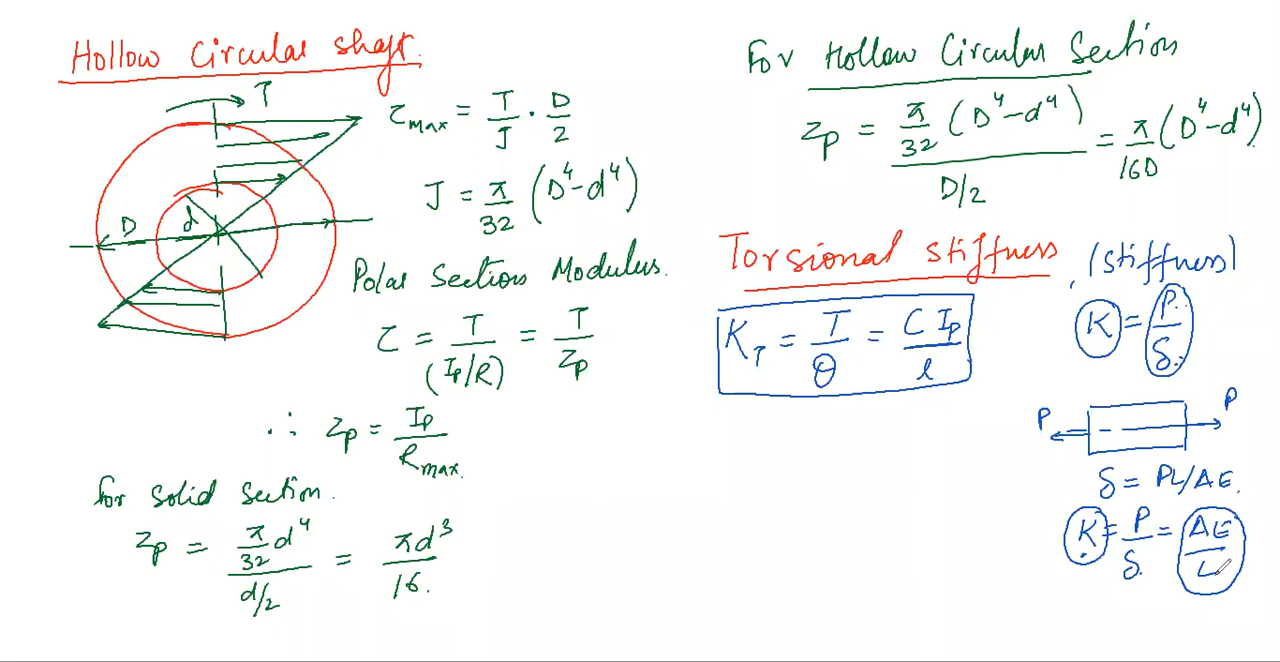 Hollow Circular shaft.
T
D
d
τmax = T/J · D/2
J = π/32 (D⁴-d⁴)
Polar Section Modulus.
τ = T/(Ip/R) = T/Zp
∴ Zp = Ip/Rmax.
for solid section.
Zp = (π/32 d⁴)/(d/2) = πd³/16.
For Hollow Circular Section
Zp = (π/32 (D⁴-d⁴))/(D/2) = π/16D (D⁴-d⁴)
Torsional stiffness (stiffness)
KT = T/θ = C Ip/l
K = P/δ
P P
δ = PL/AE.
K = P/δ = AE/L